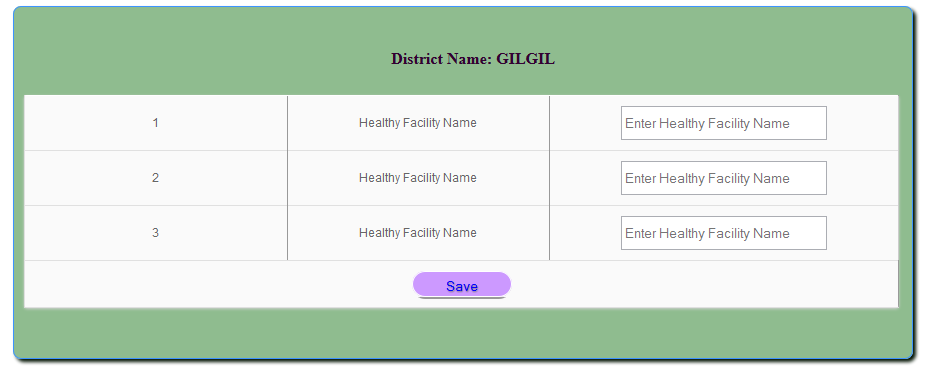 District Name: GILGIL
1 Healthy Facility Name Enter Healthy Facility Name
2 Healthy Facility Name Enter Healthy Facility Name
3 Healthy Facility Name Enter Healthy Facility Name
Save